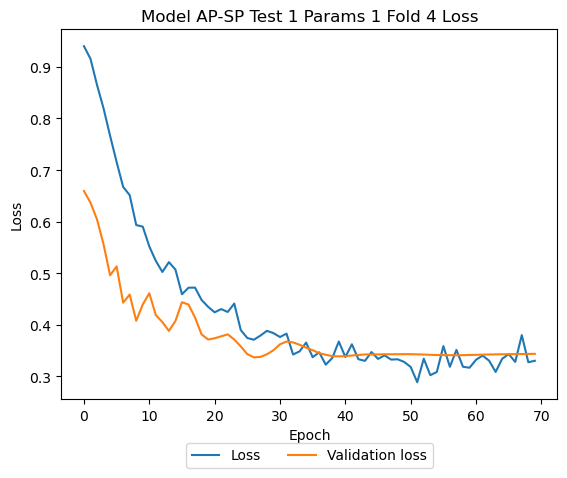 Model AP-SP Test 1 Params 1 Fold 4 Loss
Loss
0.9
0.8
0.7
0.6
0.5
0.4
0.3
0 10 20 30 40 50 60 70
Epoch
Loss Validation loss